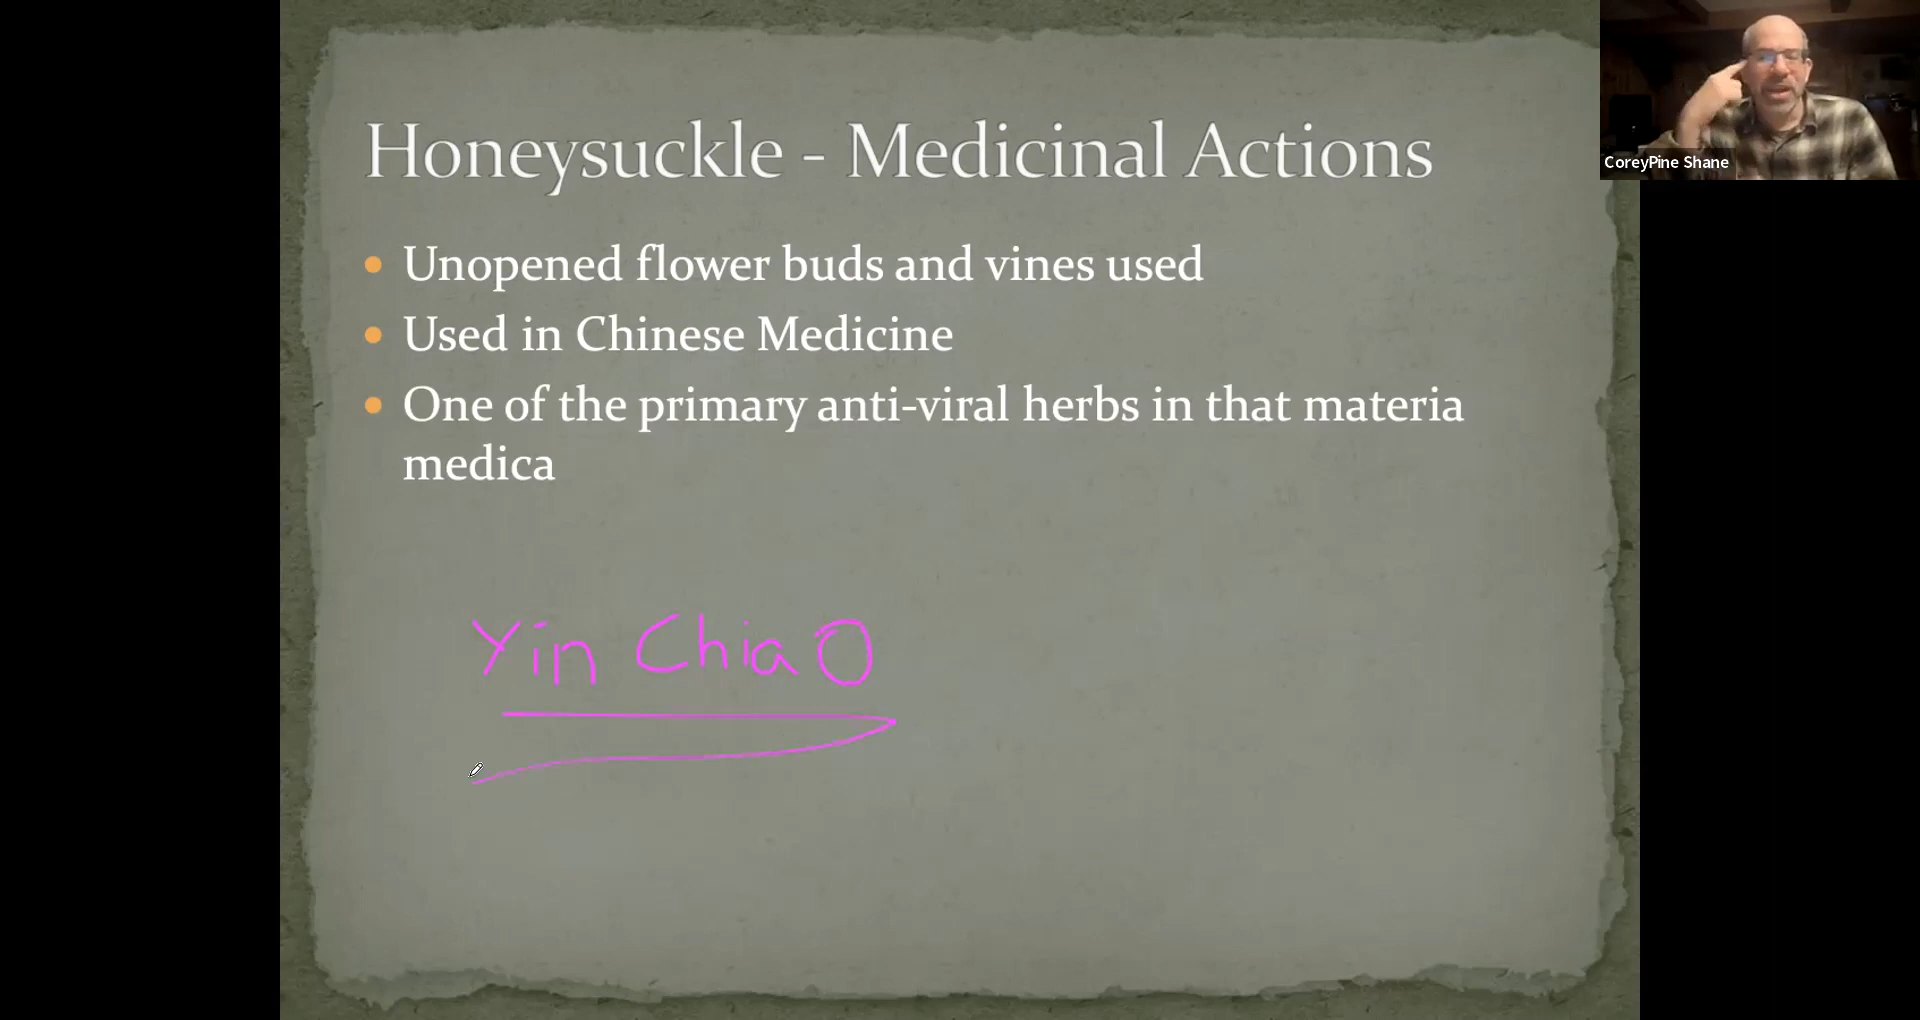 Honeysuckle - Medicinal Actions
• Unopened flower buds and vines used
• Used in Chinese Medicine
• One of the primary anti-viral herbs in that materia
medica
Yin Chiao
CoreyPine Shane